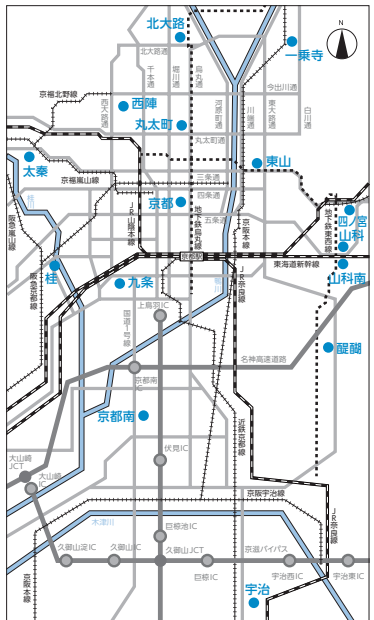 N
北大路
一乗寺
北大路通
千本通
堀川通
烏丸通
今出川通
京福北野線
西大路通
西陣
丸太町
河原町通
川端通
東大路通
白川通
丸太町通
太秦
東山
京福嵐山線
三条通
四条通
京都
五条通
阪急嵐山線
JR山陰本線
地下鉄烏丸線
京阪本線
地下鉄東西線
四ノ宮
山科
京都駅
東海道新幹線
桂
阪急京都線
九条
鴨川
JR奈良線
山科南
上鳥羽IC
国道1号線
名神高速道路
醍醐
京都南IC
京都南
近鉄京都線
大山崎JCT
大山崎IC
伏見IC
京阪宇治線
木津川
JR奈良線
巨椋池IC
久御山淀IC
久御山IC
久御山JCT
京滋バイパス
巨椋IC
宇治西IC
宇治東IC
京阪本線
宇治